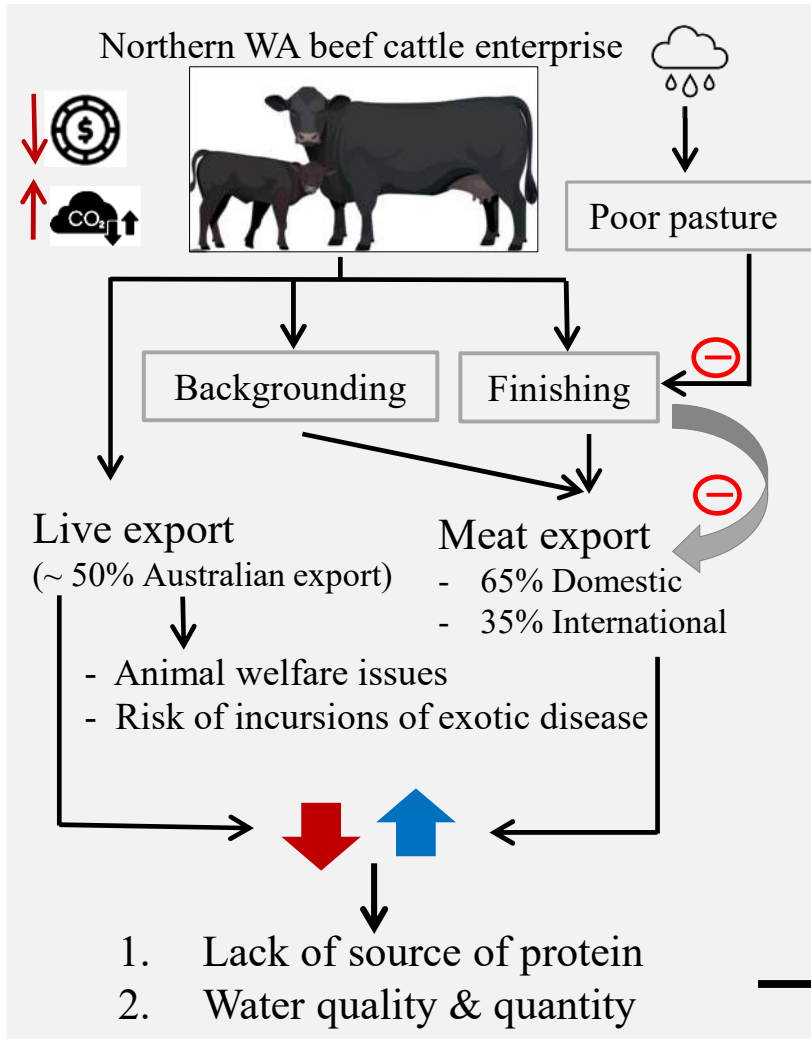 Northern WA beef cattle enterprise
$
CO₂
Poor pasture
Backgrounding
Finishing
Live export
(~ 50% Australian export)
Meat export
- 65% Domestic
- 35% International
- Animal welfare issues
- Risk of incursions of exotic disease
1. Lack of source of protein
2. Water quality & quantity